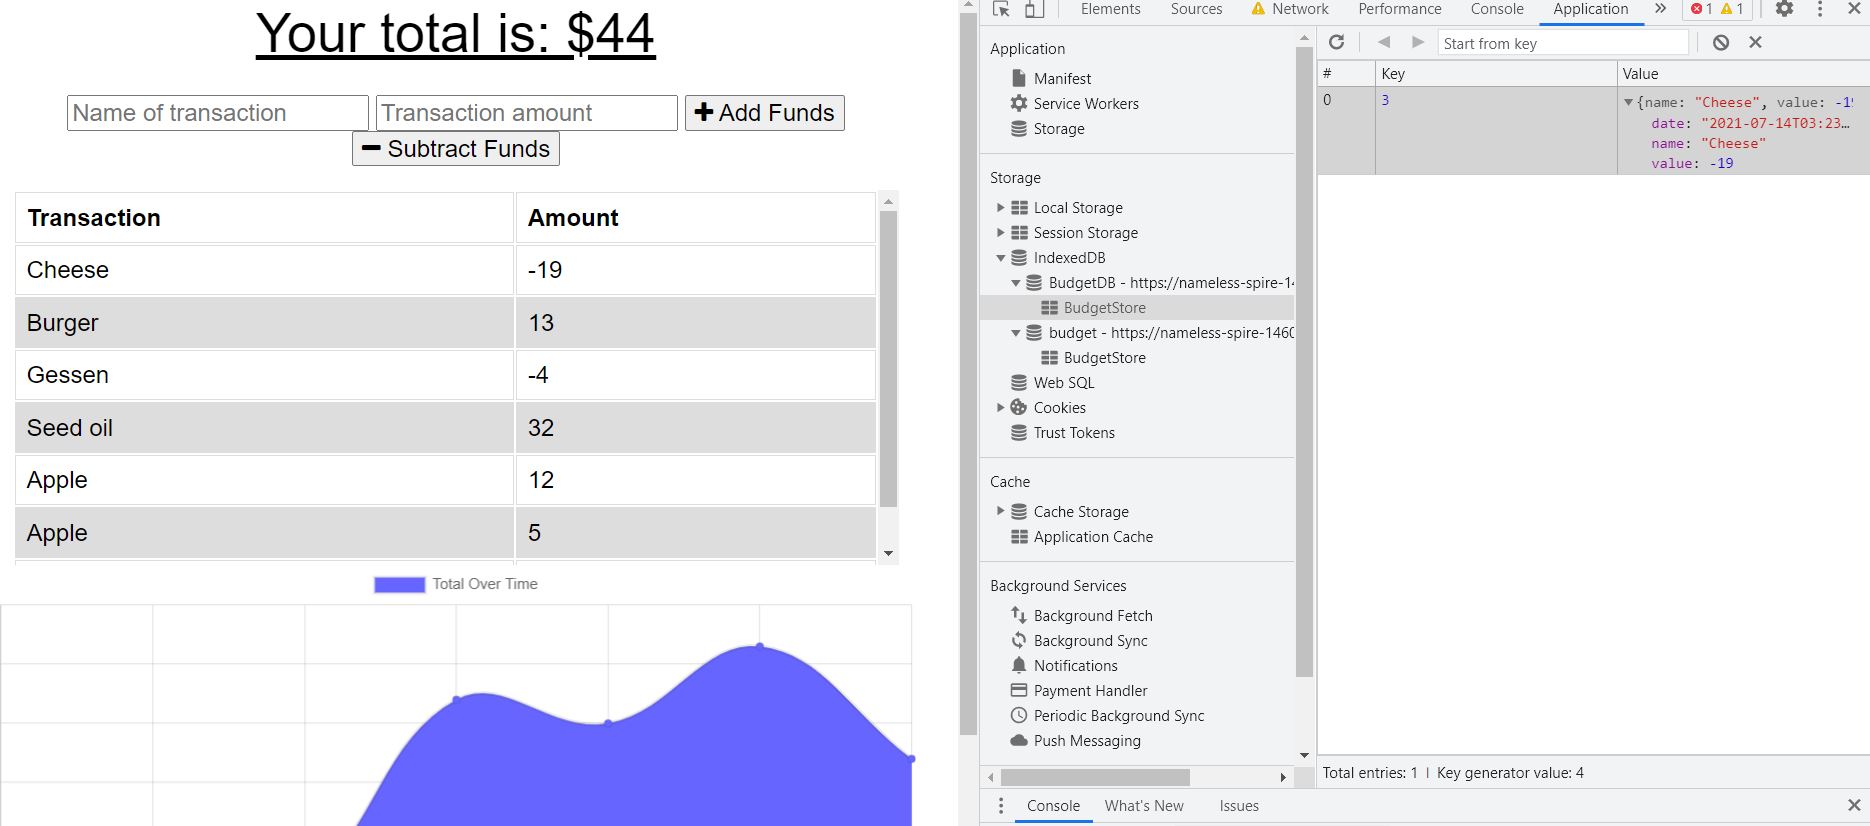 Your total is: $44
Name of transaction Transaction amount Add Funds
Subtract Funds
Transaction Amount
Cheese -19
Burger 13
Gessen -4
Seed oil 32
Apple 12
Apple 5
Total Over Time
Elements Sources Network Performance Console Application » 1 1
Application
Manifest
Service Workers
Storage
Storage
Local Storage
Session Storage
IndexedDB
BudgetDB - https://nameless-spire-14
BudgetStore
budget - https://nameless-spire-1460
BudgetStore
Web SQL
Cookies
Trust Tokens
Cache
Cache Storage
Application Cache
Background Services
Background Fetch
Background Sync
Notifications
Payment Handler
Periodic Background Sync
Push Messaging
Start from key
# Key Value
0 3 {name: "Cheese", value: -19
date: "2021-07-14T03:23…
name: "Cheese"
value: -19
Total entries: 1 Key generator value: 4
Console What's New Issues